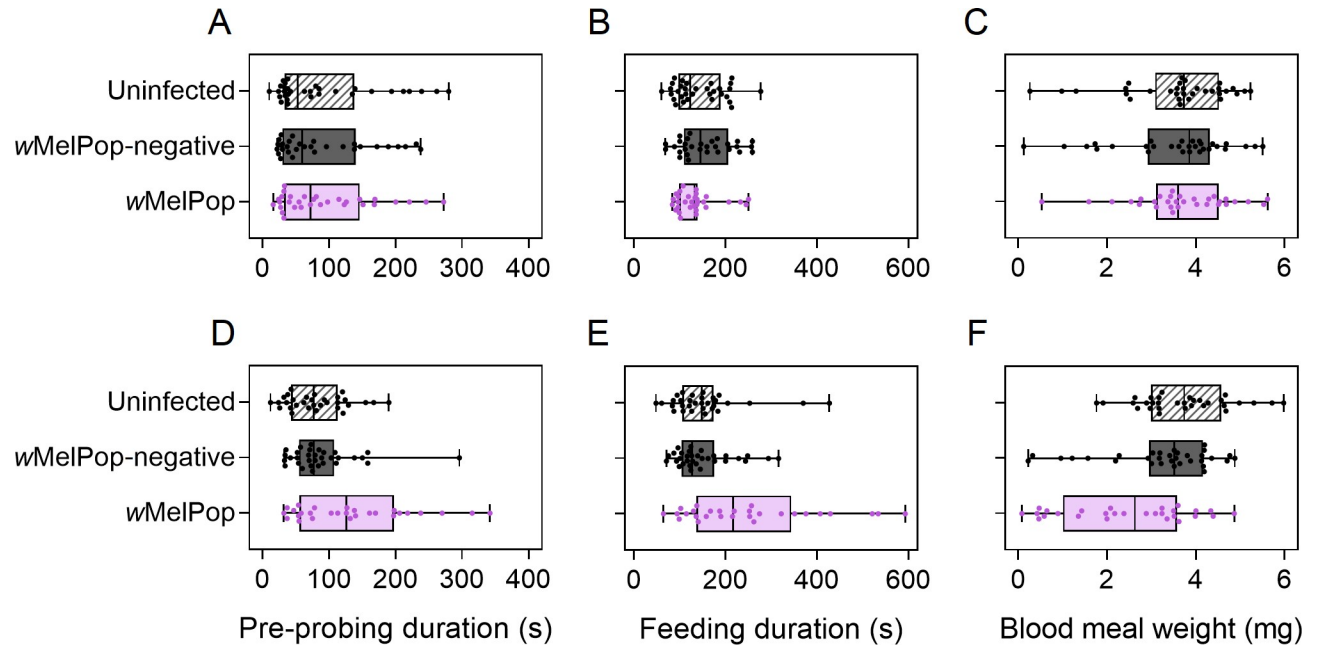 A B C
Uninfected
wMelPop-negative
wMelPop
0 100 200 300 400 0 200 400 600 0 2 4 6
D E F
Uninfected
wMelPop-negative
wMelPop
0 100 200 300 400 0 200 400 600 0 2 4 6
Pre-probing duration (s) Feeding duration (s) Blood meal weight (mg)